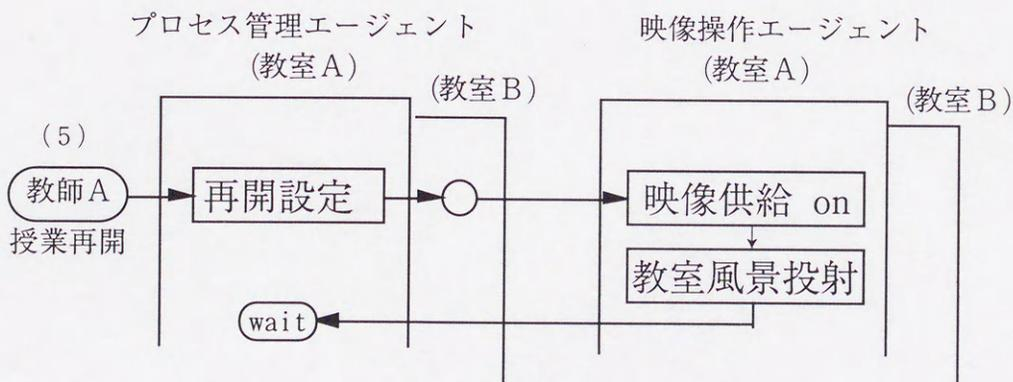 プロセス管理エージェント
(教室A)
(教室B)
映像操作エージェント
(教室A)
(教室B)
(5)
教師A
授業再開
再開設定
映像供給 on
教室風景投射
wait